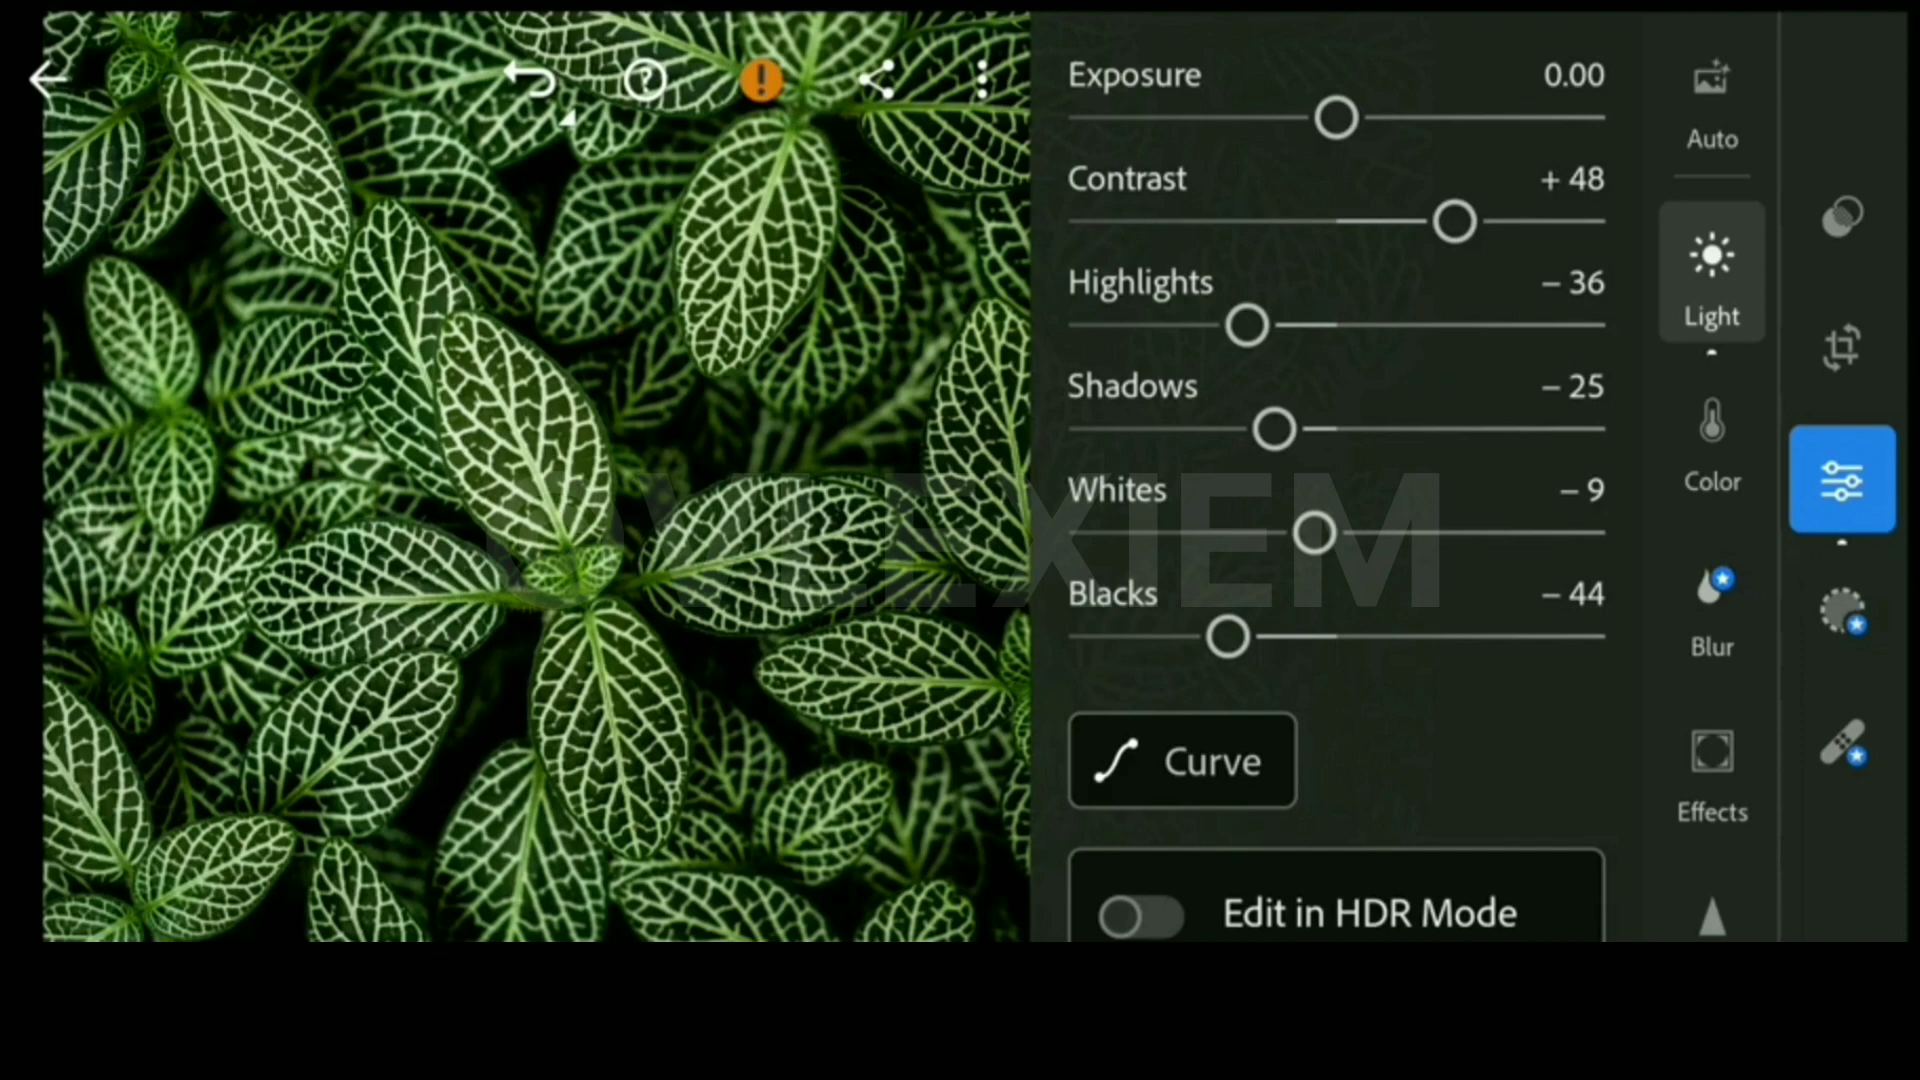 Exposure 0.00
Contrast + 48
Highlights – 36
Shadows – 25
Whites – 9
Blacks – 44
Curve
Edit in HDR Mode
Auto
Light
Color
Blur
Effects